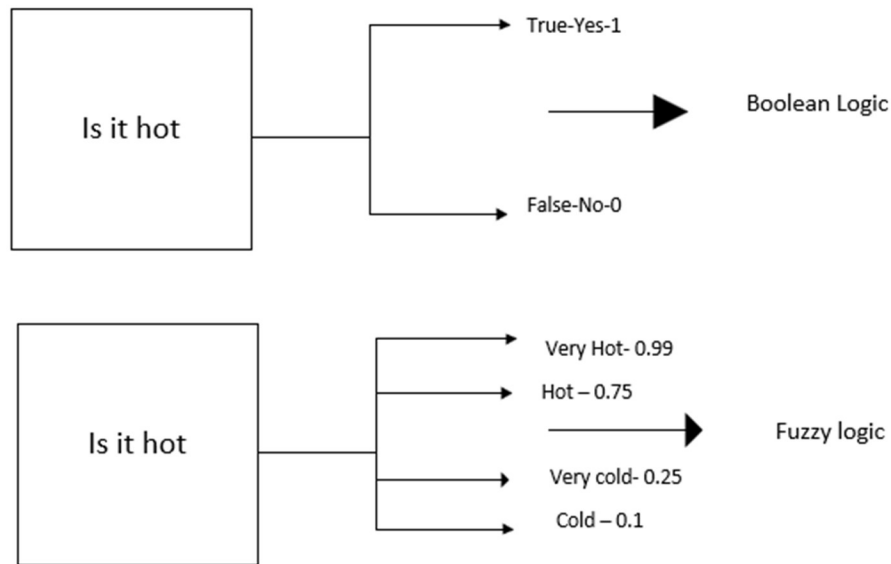 Is it hot
True-Yes-1
Boolean Logic
False-No-0
Is it hot
Very Hot- 0.99
Hot – 0.75
Fuzzy logic
Very cold- 0.25
Cold – 0.1